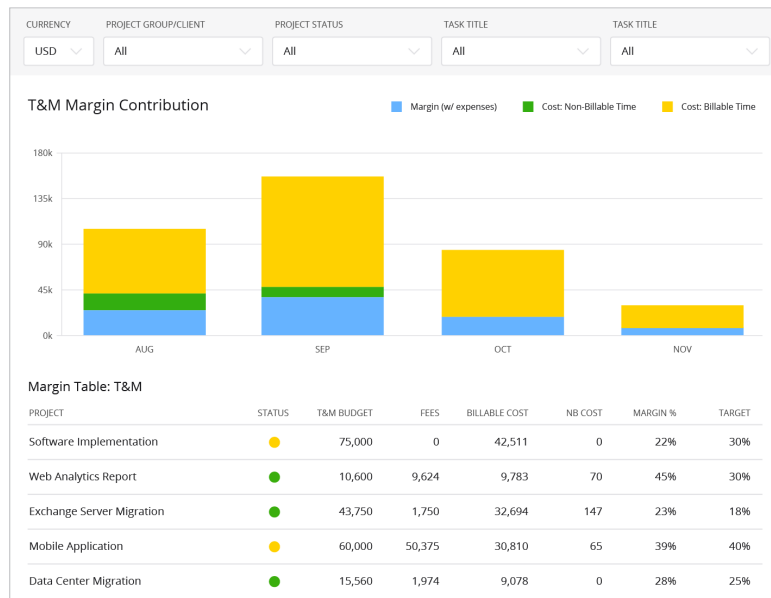 CURRENCY PROJECT GROUP/CLIENT PROJECT STATUS TASK TITLE TASK TITLE
USD All All All All
T&M Margin Contribution
Margin (w/ expenses) Cost: Non-Billable Time Cost: Billable Time
180k
135k
90k
45k
0k
AUG SEP OCT NOV
Margin Table: T&M
PROJECT STATUS T&M BUDGET FEES BILLABLE COST NB COST MARGIN % TARGET
Software Implementation 75,000 0 42,511 0 22% 30%
Web Analytics Report 10,600 9,624 9,783 70 45% 30%
Exchange Server Migration 43,750 1,750 32,694 147 23% 18%
Mobile Application 60,000 50,375 30,810 65 39% 40%
Data Center Migration 15,560 1,974 9,078 0 28% 25%